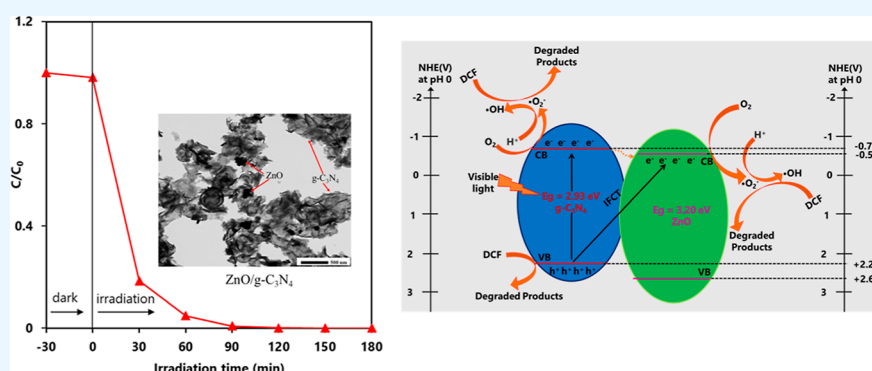 1.2
0.8
0.4
0
C/C0
-30
0
30
60
90
120
150
180
Irradiation time (min)
dark
irradiation
ZnO
g-C3N4
500 nm
ZnO/g-C3N4
NHE(V)
at pH 0
-2
-1
0
1
2
3
DCF
Degraded
Products
•OH
•O2-
O2
H+
e- e- e- e-
CB
Visible
light
Eg = 2.93 eV
g-C3N4
IFCT
DCF
VB
h+ h+ h+ h+
Degraded Products
e- e- e- e-
CB
Eg = 3.20 eV
ZnO
VB
O2
H+
•O2-
•OH
DCF
Degraded
Products
NHE(V)
at pH 0
-2
-1
0
1
2
3
-0.7
-0.5
+2.2
+2.6